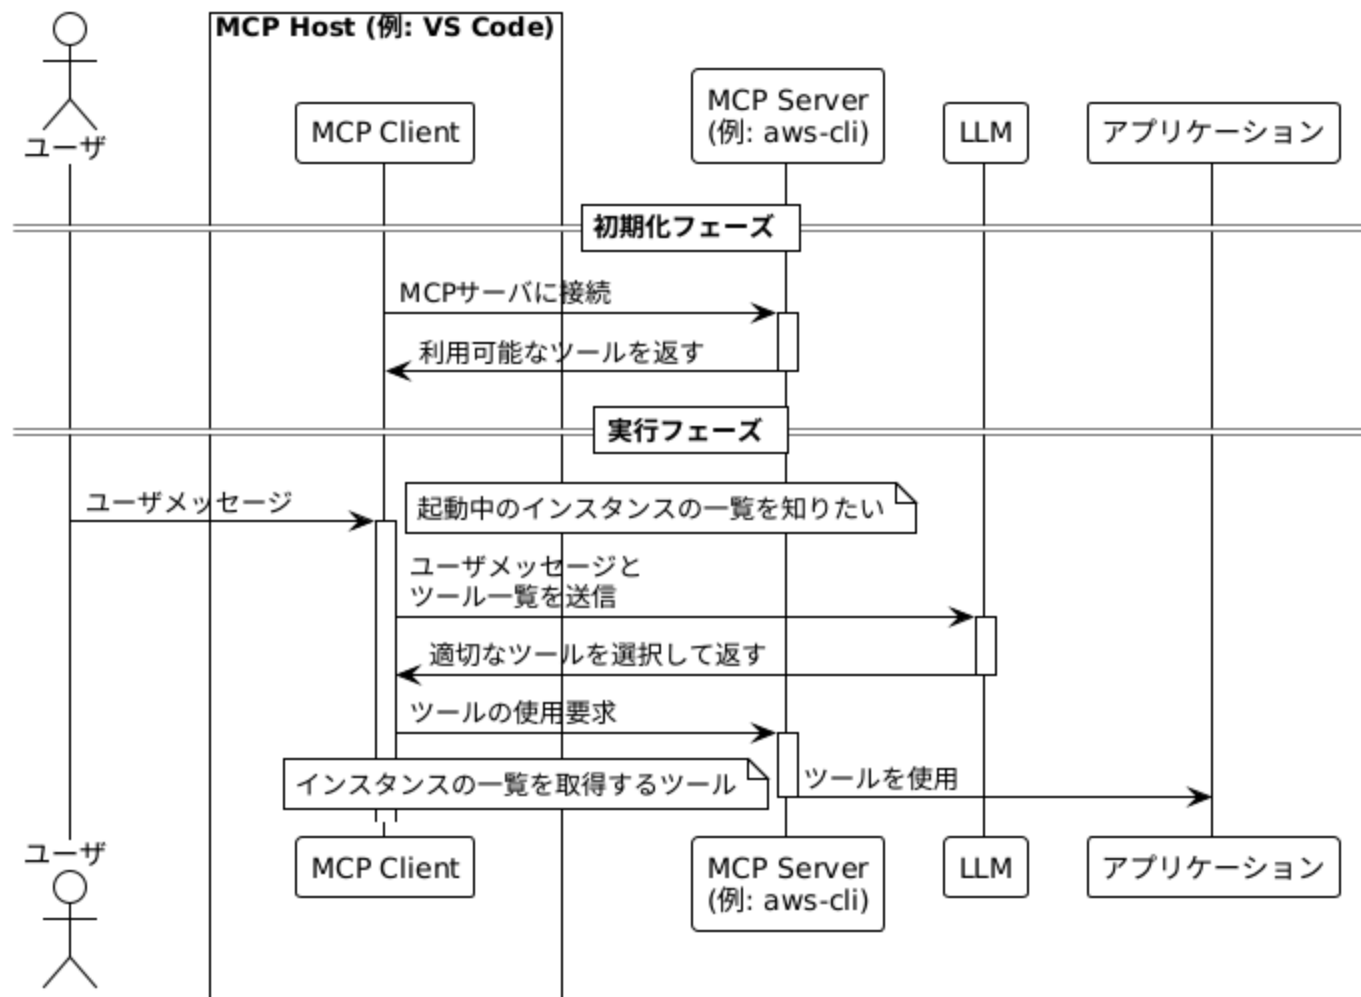 MCP Host (例: VS Code)
ユーザ
MCP Client
MCP Server
(例: aws-cli)
LLM
アプリケーション
初期化フェーズ
MCPサーバに接続
利用可能なツールを返す
実行フェーズ
ユーザメッセージ
起動中のインスタンスの一覧を知りたい
ユーザメッセージと
ツール一覧を送信
適切なツールを選択して返す
ツールの使用要求
インスタンスの一覧を取得するツール
ツールを使用
ユーザ
MCP Client
MCP Server
(例: aws-cli)
LLM
アプリケーション